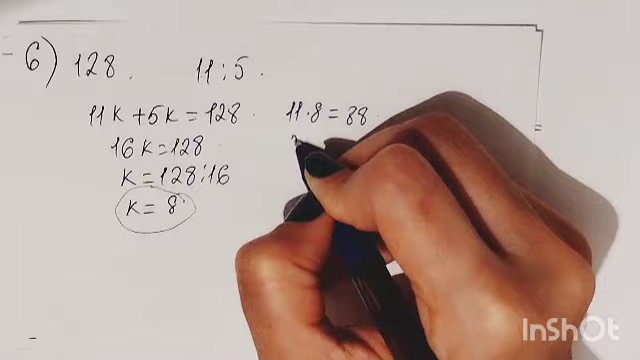 = 6) 128. 11:5.
11k + 5k = 128. 11·8 = 88.
16k = 128
k = 128:16
k = 8
InShOt